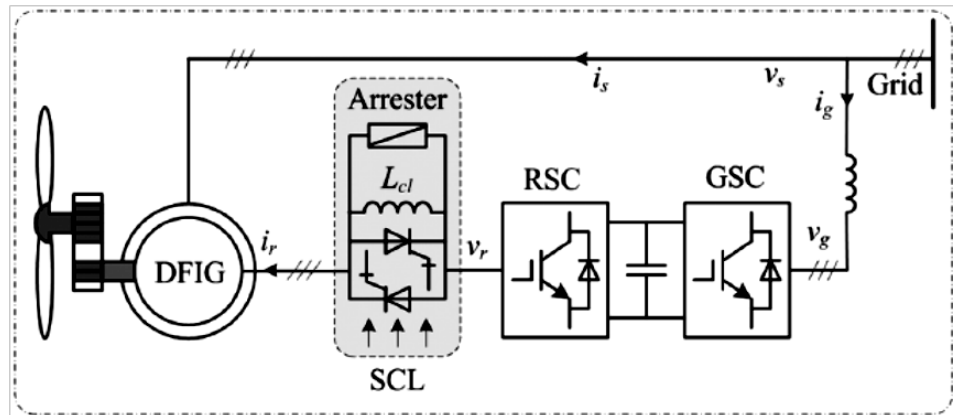 i_s
v_s
Grid
i_g
Arrester
L_cl
RSC
GSC
v_r
v_g
i_r
DFIG
SCL